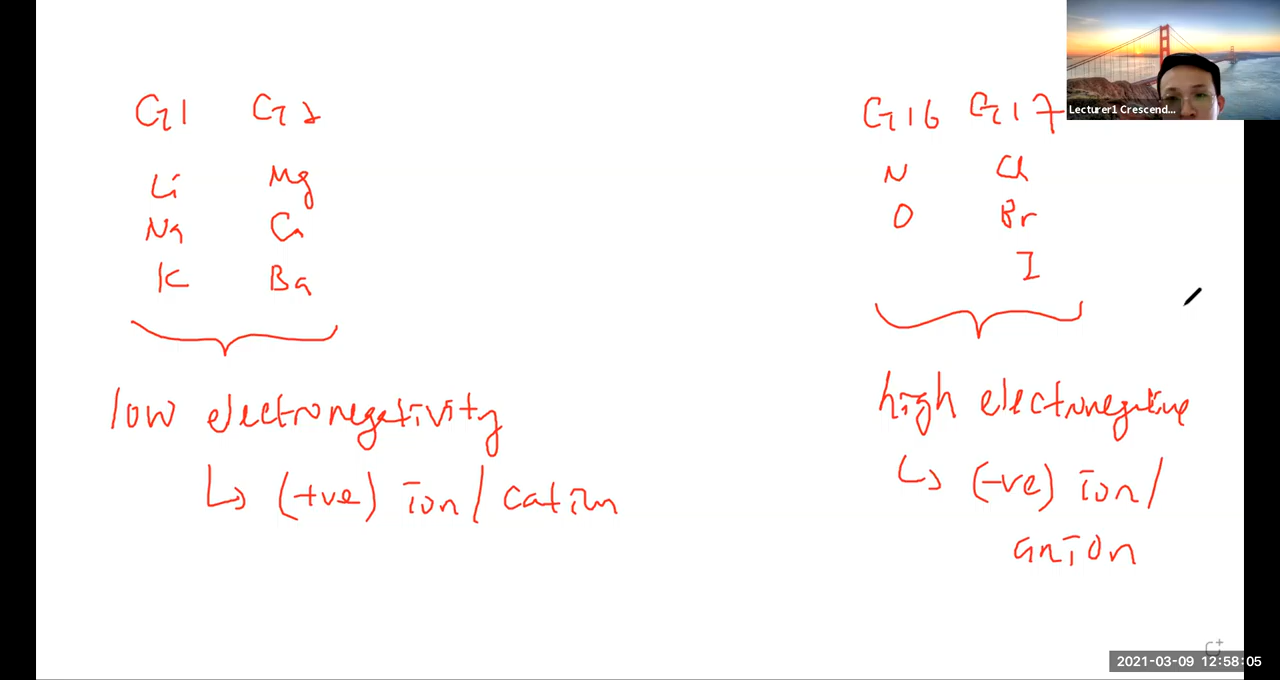 G1 G2
Li Mg
Na Ca
K Ba
low electronegativity
↳ (+ve) ion / cation
G16 G17
N Cl
O Br
I
high electronegative
↳ (-ve) ion /
anion
Lecturer1 Crescend...
2021-03-09 12:58:05